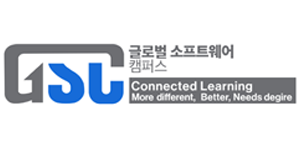 GSC
글로벌 소프트웨어
캠퍼스
Connected Learning
More different, Better, Needs degire